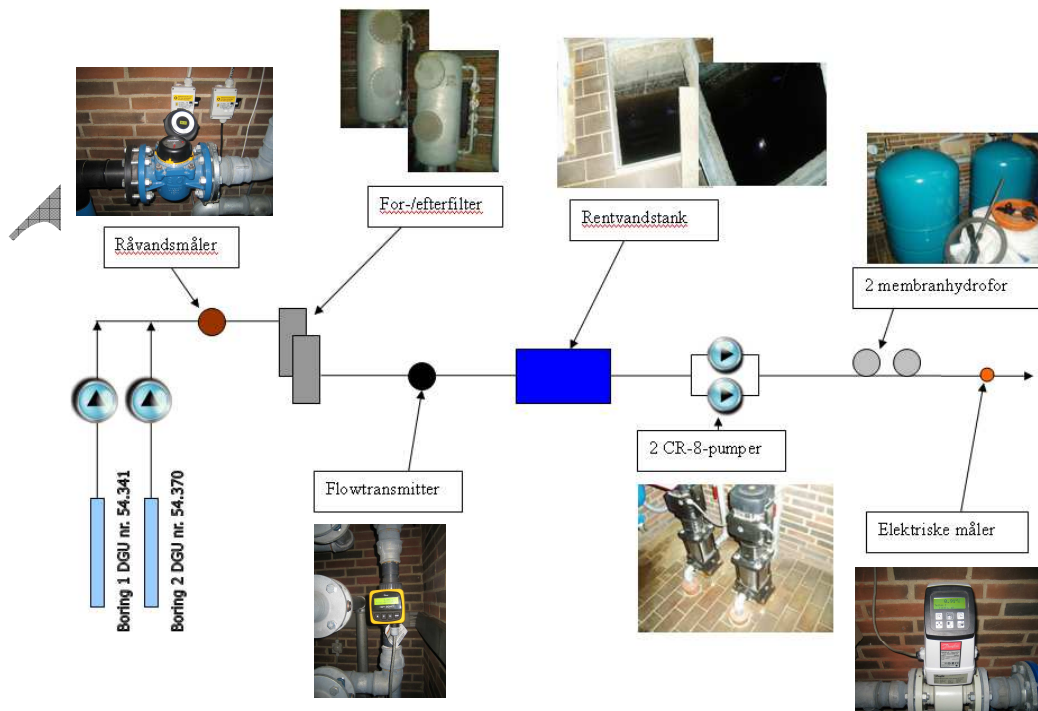 For-/efterfilter
Rentvandstank
Råvandsmåler
2 membranhydrofor
2 CR-8-pumper
Flowtransmitter
Elektriske måler
Boring 1 DGU nr. 54.341
Boring 2 DGU nr. 54.370